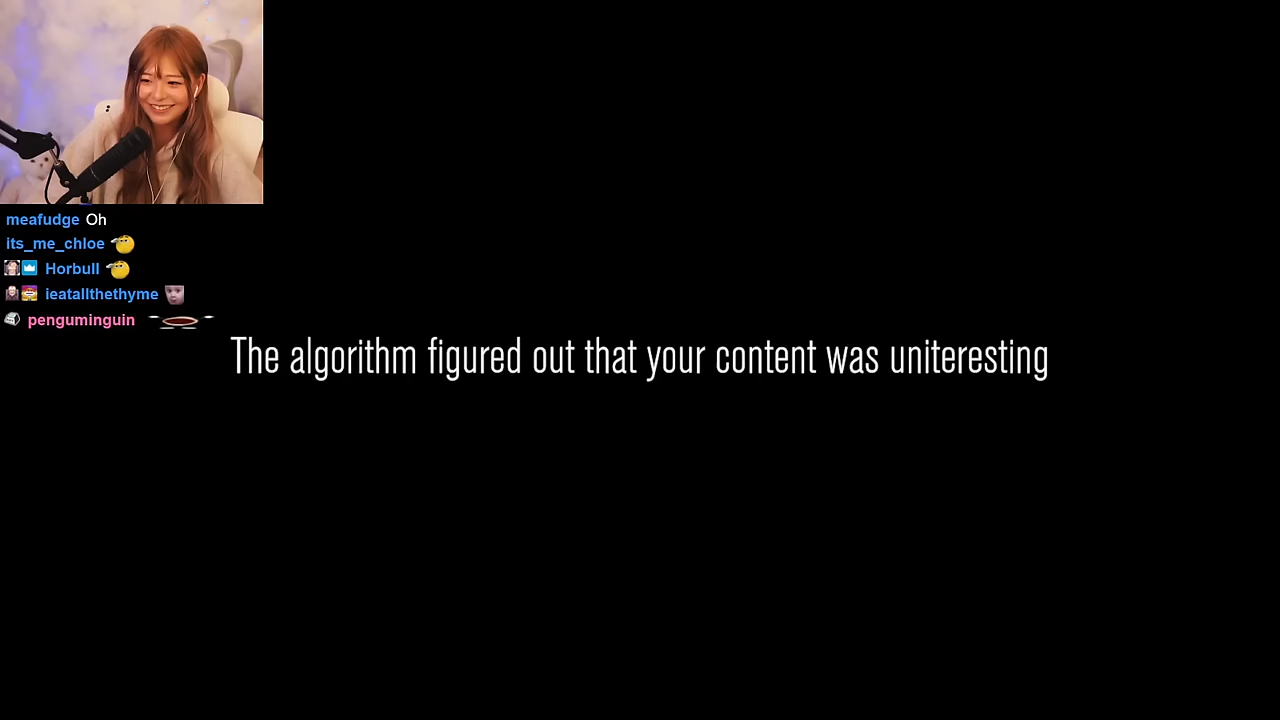 meafudge Oh
its_me_chloe
Horbull
ieatallthethyme
penguminguin
The algorithm figured out that your content was uniteresting